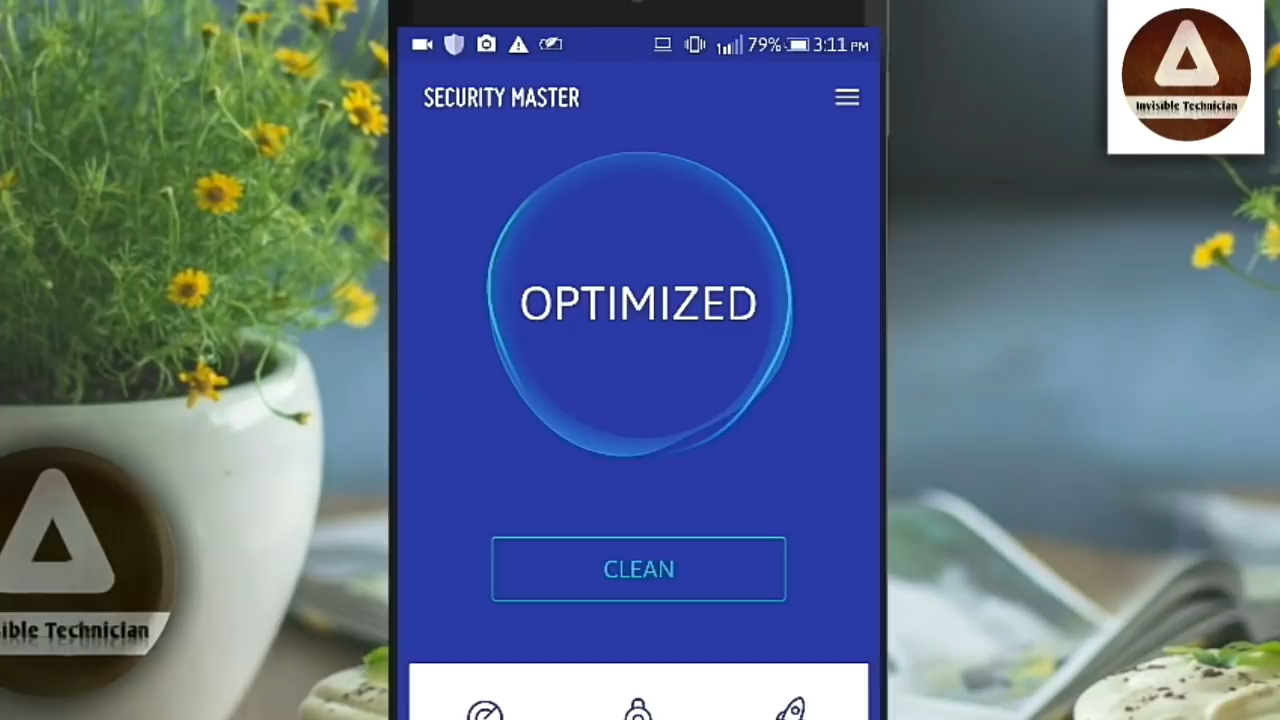 79% 3:11 PM
SECURITY MASTER
Invisible Technician
OPTIMIZED
CLEAN
ible Technician